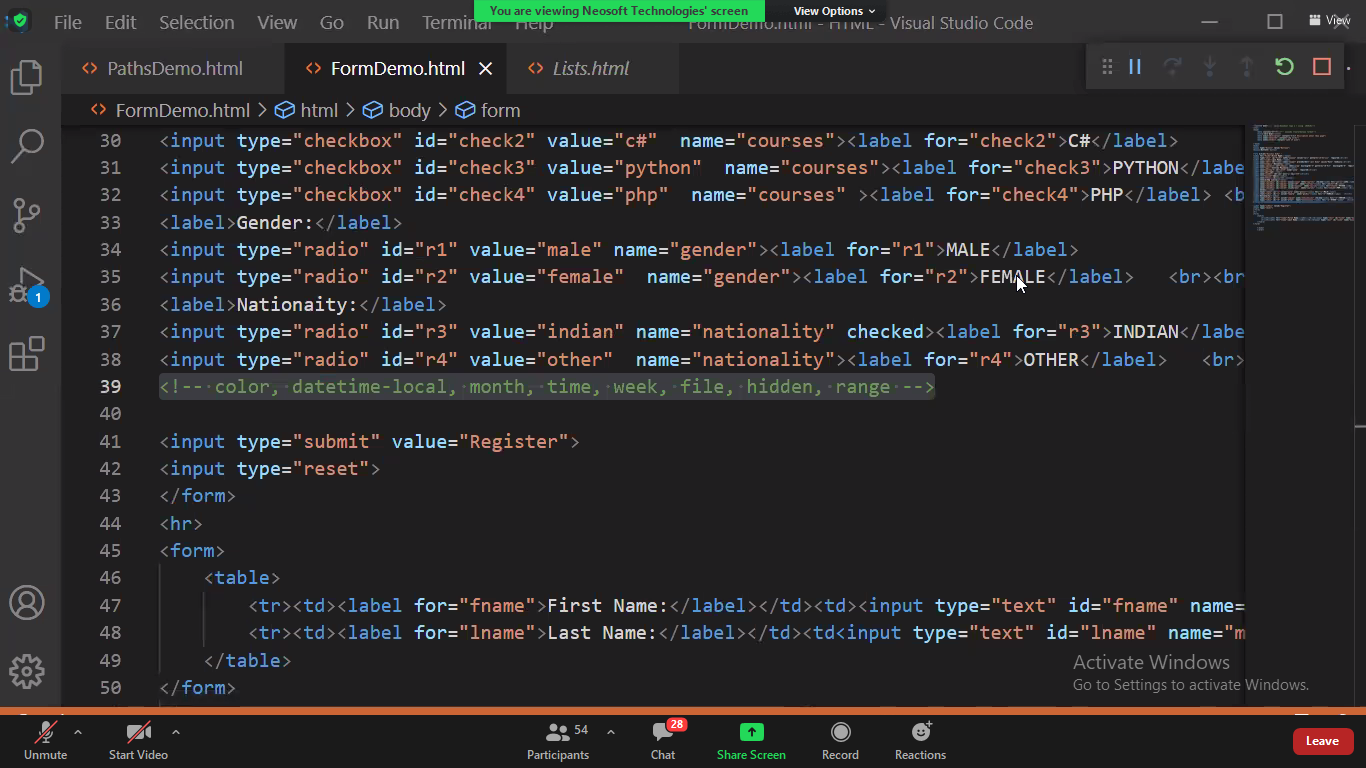 File Edit Selection View Go Run Terminal Help FormDemo.html - HTML - Visual Studio Code
You are viewing Neosoft Technologies' screen View Options
View
PathsDemo.html FormDemo.html Lists.html
FormDemo.html > html > body > form
30 <input type="checkbox" id="check2" value="c#" name="courses"><label for="check2">C#</label>
31 <input type="checkbox" id="check3" value="python" name="courses"><label for="check3">PYTHON</labe
32 <input type="checkbox" id="check4" value="php" name="courses" ><label for="check4">PHP</label> <b
33 <label>Gender:</label>
34 <input type="radio" id="r1" value="male" name="gender"><label for="r1">MALE</label>
35 <input type="radio" id="r2" value="female" name="gender"><label for="r2">FEMALE</label> <br><br
36 <label>Nationaity:</label>
37 <input type="radio" id="r3" value="indian" name="nationality" checked><label for="r3">INDIAN</labe
38 <input type="radio" id="r4" value="other" name="nationality"><label for="r4">OTHER</label> <br>
39 <!-- color, datetime-local, month, time, week, file, hidden, range -->
40
41 <input type="submit" value="Register">
42 <input type="reset">
43 </form>
44 <hr>
45 <form>
46 <table>
47 <tr><td><label for="fname">First Name:</label></td><td><input type="text" id="fname" name=
48 <tr><td><label for="lname">Last Name:</label></td><td<input type="text" id="lname" name="m
49 </table>
50 </form>
1
Activate Windows
Go to Settings to activate Windows.
54 28
Unmute Start Video Participants Chat Share Screen Record Reactions Leave